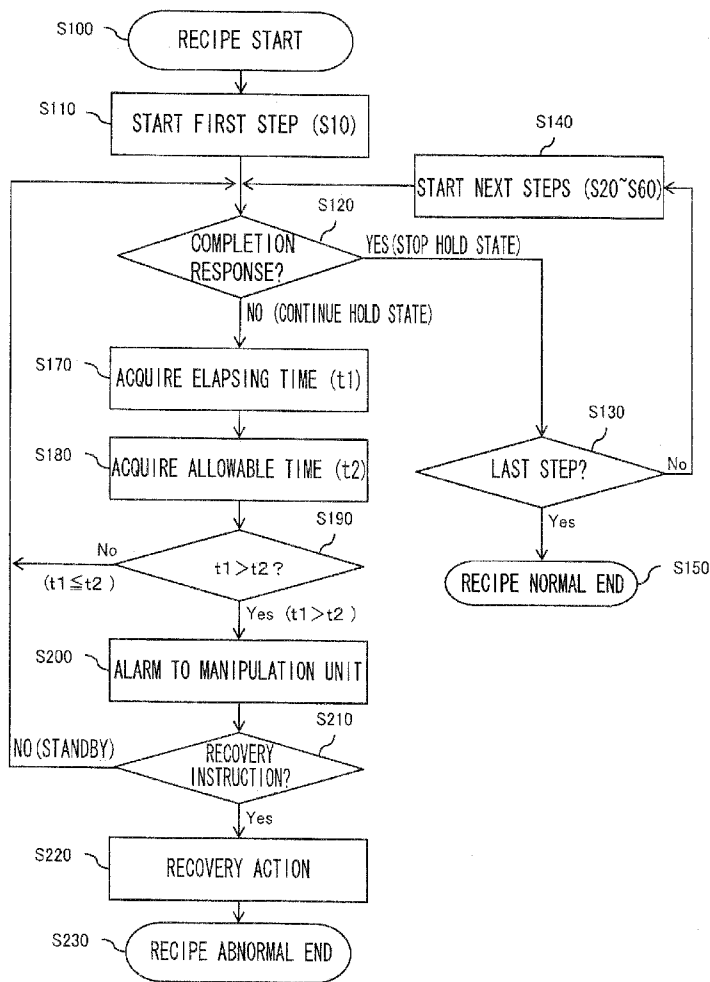 S100
RECIPE START
S110
START FIRST STEP (S10)
S140
START NEXT STEPS (S20~S60)
S120
COMPLETION
RESPONSE?
YES(STOP HOLD STATE)
NO (CONTINUE HOLD STATE)
S170
ACQUIRE ELAPSING TIME (t1)
S180
ACQUIRE ALLOWABLE TIME (t2)
S130
LAST STEP?
No
Yes
S190
t1>t2?
No
(t1≦t2)
Yes (t1>t2)
RECIPE NORMAL END
S150
S200
ALARM TO MANIPULATION UNIT
S210
RECOVERY
INSTRUCTION?
NO(STANDBY)
Yes
S220
RECOVERY ACTION
S230
RECIPE ABNORMAL END